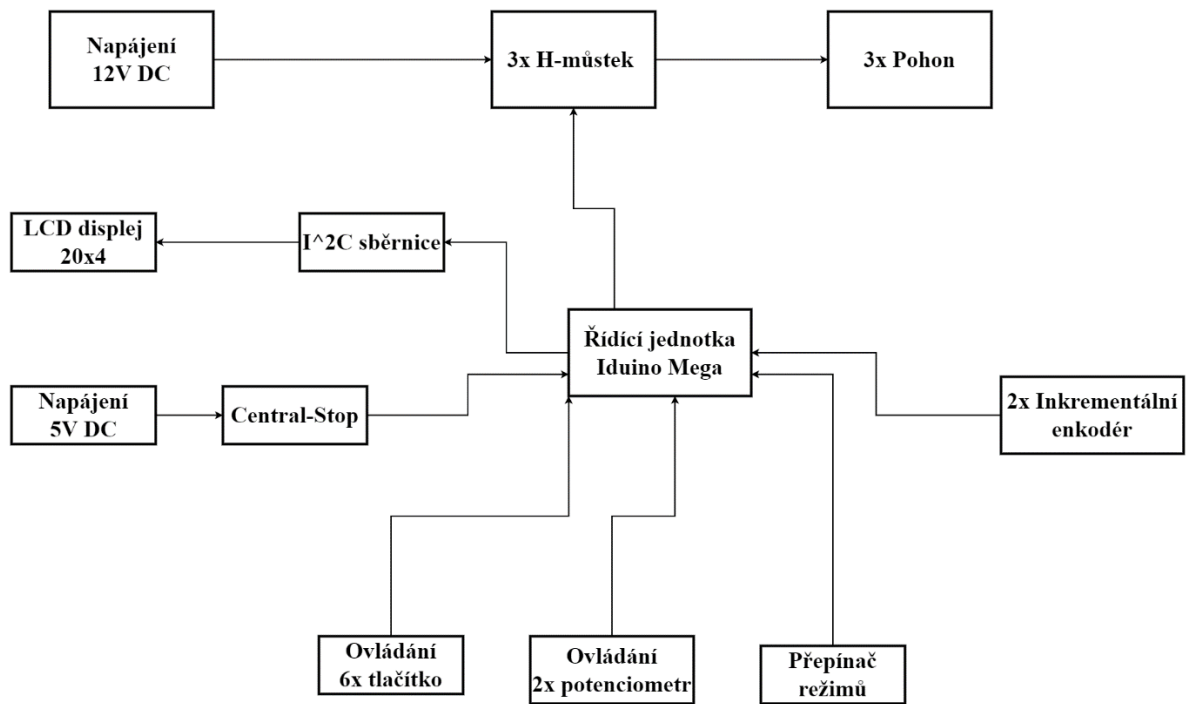 Napájení
12V DC
3x H-můstek
3x Pohon
LCD displej
20x4
I^2C sběrnice
Řídící jednotka
Iduino Mega
Napájení
5V DC
Central-Stop
2x Inkrementální
enkodér
Ovládání
6x tlačítko
Ovládání
2x potenciometr
Přepínač
režimů